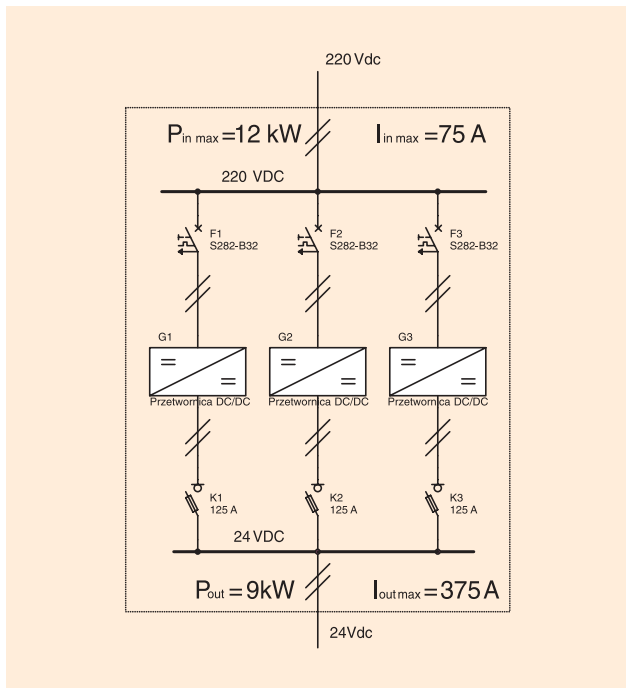 220 Vdc
Pin max =12 kW
Iin max =75 A
220 VDC
F1
S282-B32
F2
S282-B32
F3
S282-B32
G1
G2
G3
Przetwornica DC/DC
Przetwornica DC/DC
Przetwornica DC/DC
K1
125 A
K2
125 A
K3
125 A
24 VDC
Pout = 9kW
Iout max =375 A
24Vdc